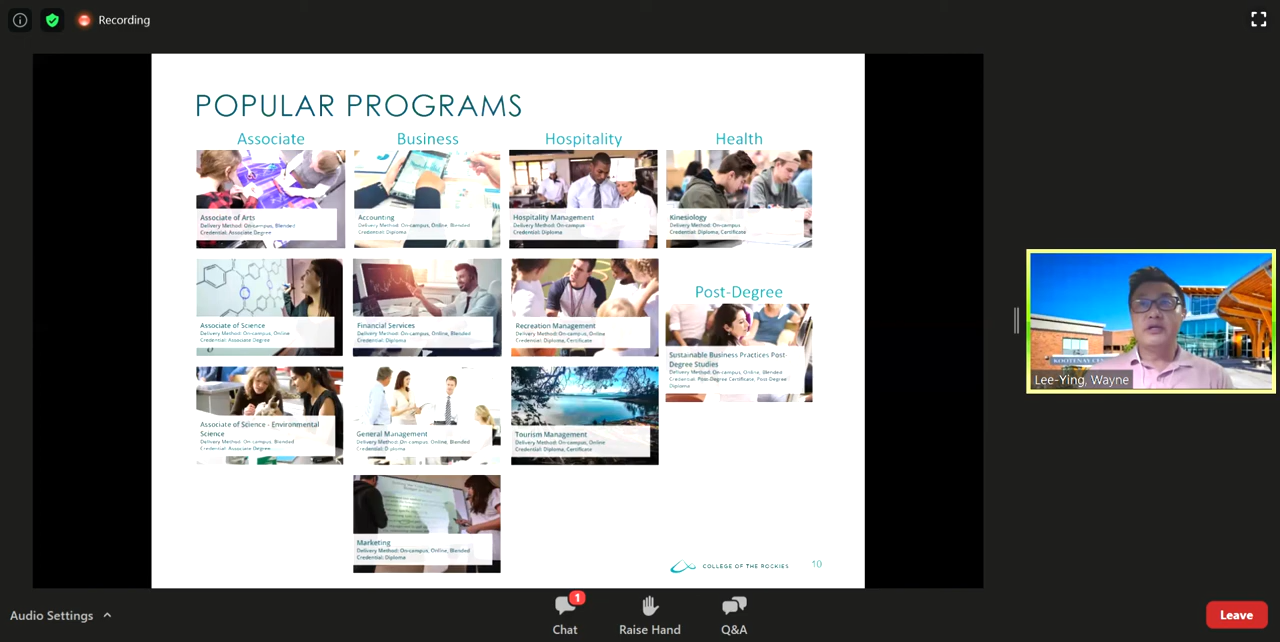 Recording
POPULAR PROGRAMS
Associate
Business
Hospitality
Health
Associate of Arts
Delivery Method: On-campus, Blended
Credential: Associate Degree
Accounting
Delivery Method: On-campus, Online, Blended
Credential: Diploma
Hospitality Management
Delivery Method: On-campus
Credential: Diploma
Kinesiology
Delivery Method: On-campus
Credential: Diploma, Certificate
Associate of Science
Delivery Method: On-campus, Online
Credential: Associate Degree
Financial Services
Delivery Method: On-campus, Online, Blended
Credential: Diploma
Recreation Management
Delivery Method: Online
Credential: Diploma, Certificate
Post-Degree
Sustainable Business Practices Post-
Degree Studies
Delivery Method: On-campus, Online, Blended
Credential: Post-Degree Certificate, Post-Degree
Diploma
Associate of Science - Environmental
Science
Delivery Method: On-campus, Blended
Credential: Associate Degree
General Management
Delivery Method: On-campus, Online, Blended
Credential: Diploma
Tourism Management
Delivery Method: On-campus, Online
Credential: Diploma, Certificate
Marketing
Delivery Method: On-campus, Online, Blended
Credential: Diploma
COLLEGE OF THE ROCKIES
10
Lee-Ying, Wayne
Audio Settings
1
Chat
Raise Hand
Q&A
Leave